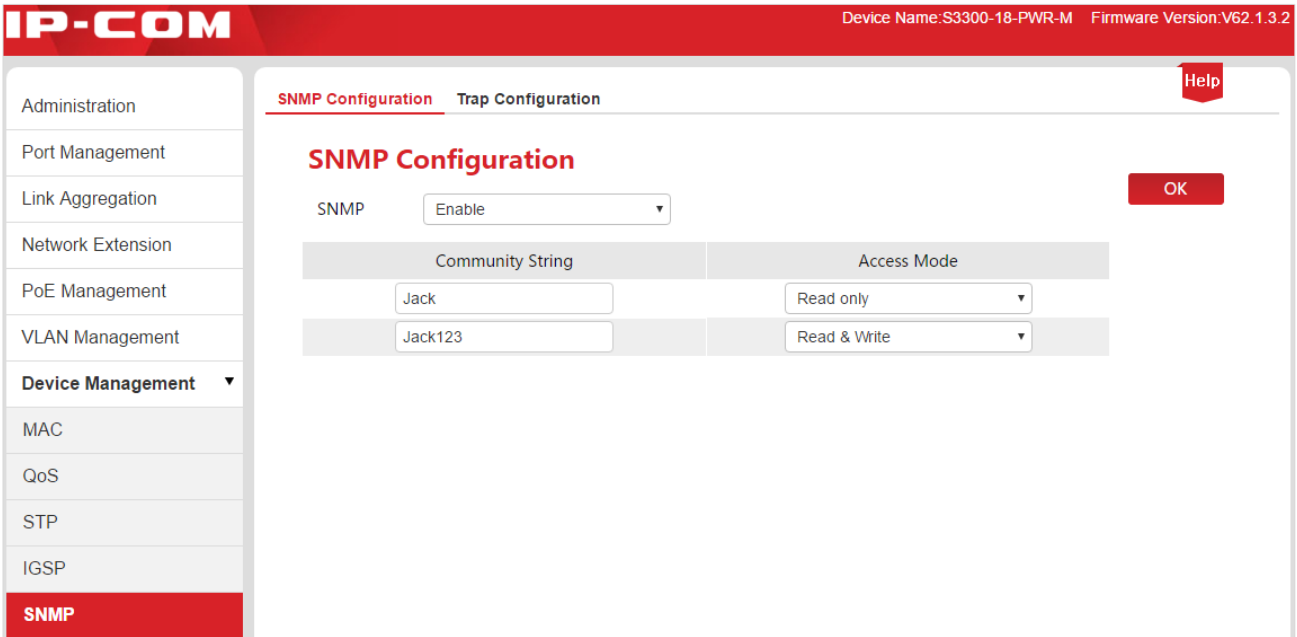 IP-COM
Device Name:S3300-18-PWR-M Firmware Version:V62.1.3.2
Help
Administration
Port Management
Link Aggregation
Network Extension
PoE Management
VLAN Management
Device Management
MAC
QoS
STP
IGSP
SNMP
SNMP Configuration Trap Configuration
SNMP Configuration
OK
SNMP Enable
Community String Access Mode
Jack Read only
Jack123 Read & Write